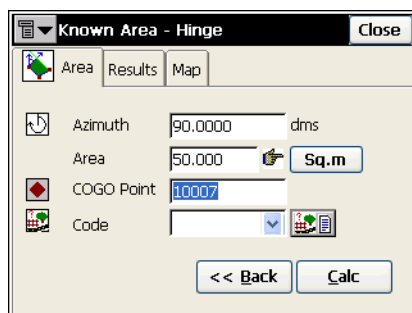 Known Area - Hinge Close
Area Results Map
Azimuth 90.0000 dms
Area 50.000 Sq.m
COGO Point 10007
Code
<< Back Calc